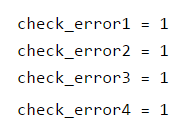 check_error1 = 1
check_error2 = 1
check_error3 = 1
check_error4 = 1